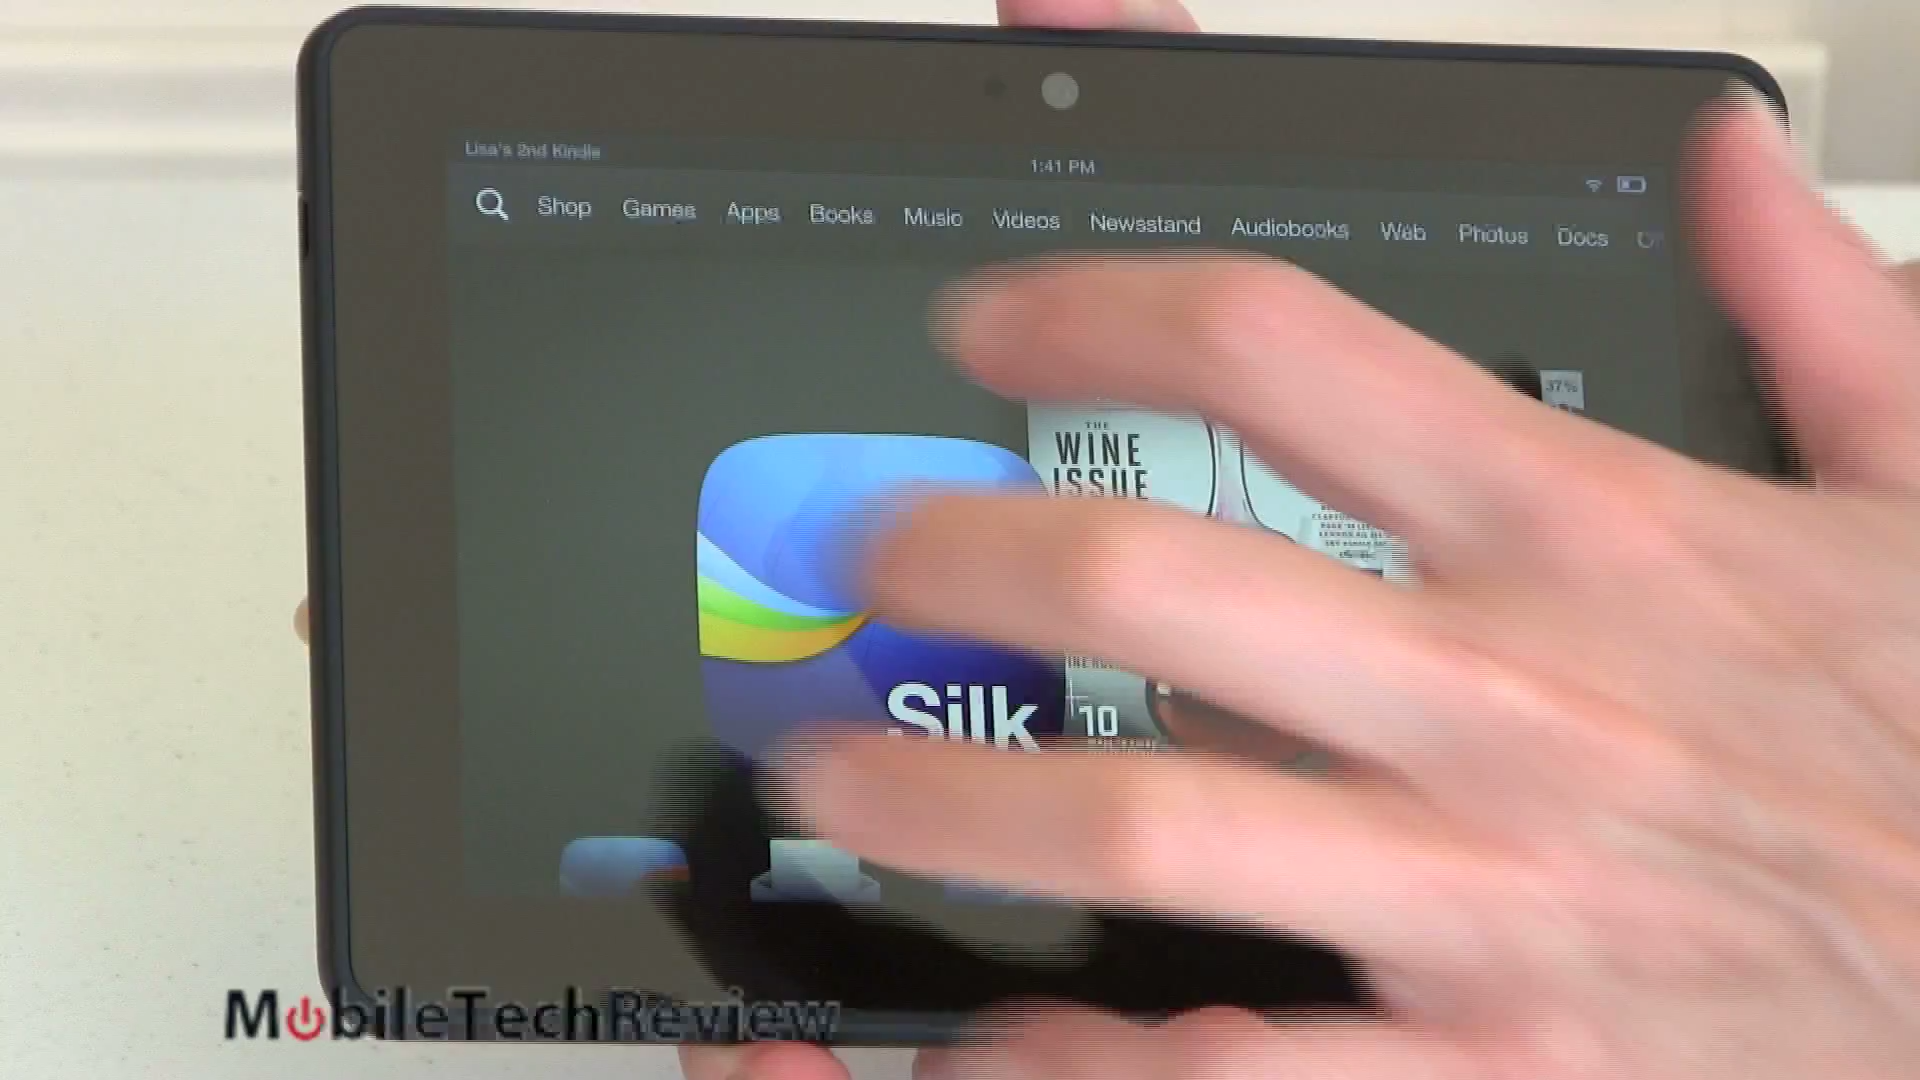 Lisa's 2nd Kindle
1:41 PM
Shop Games Apps Books Music Videos Newsstand Audiobooks Web Photos Docs
37%
THE
WINE
ISSUE
Silk
10
MobileTechReview